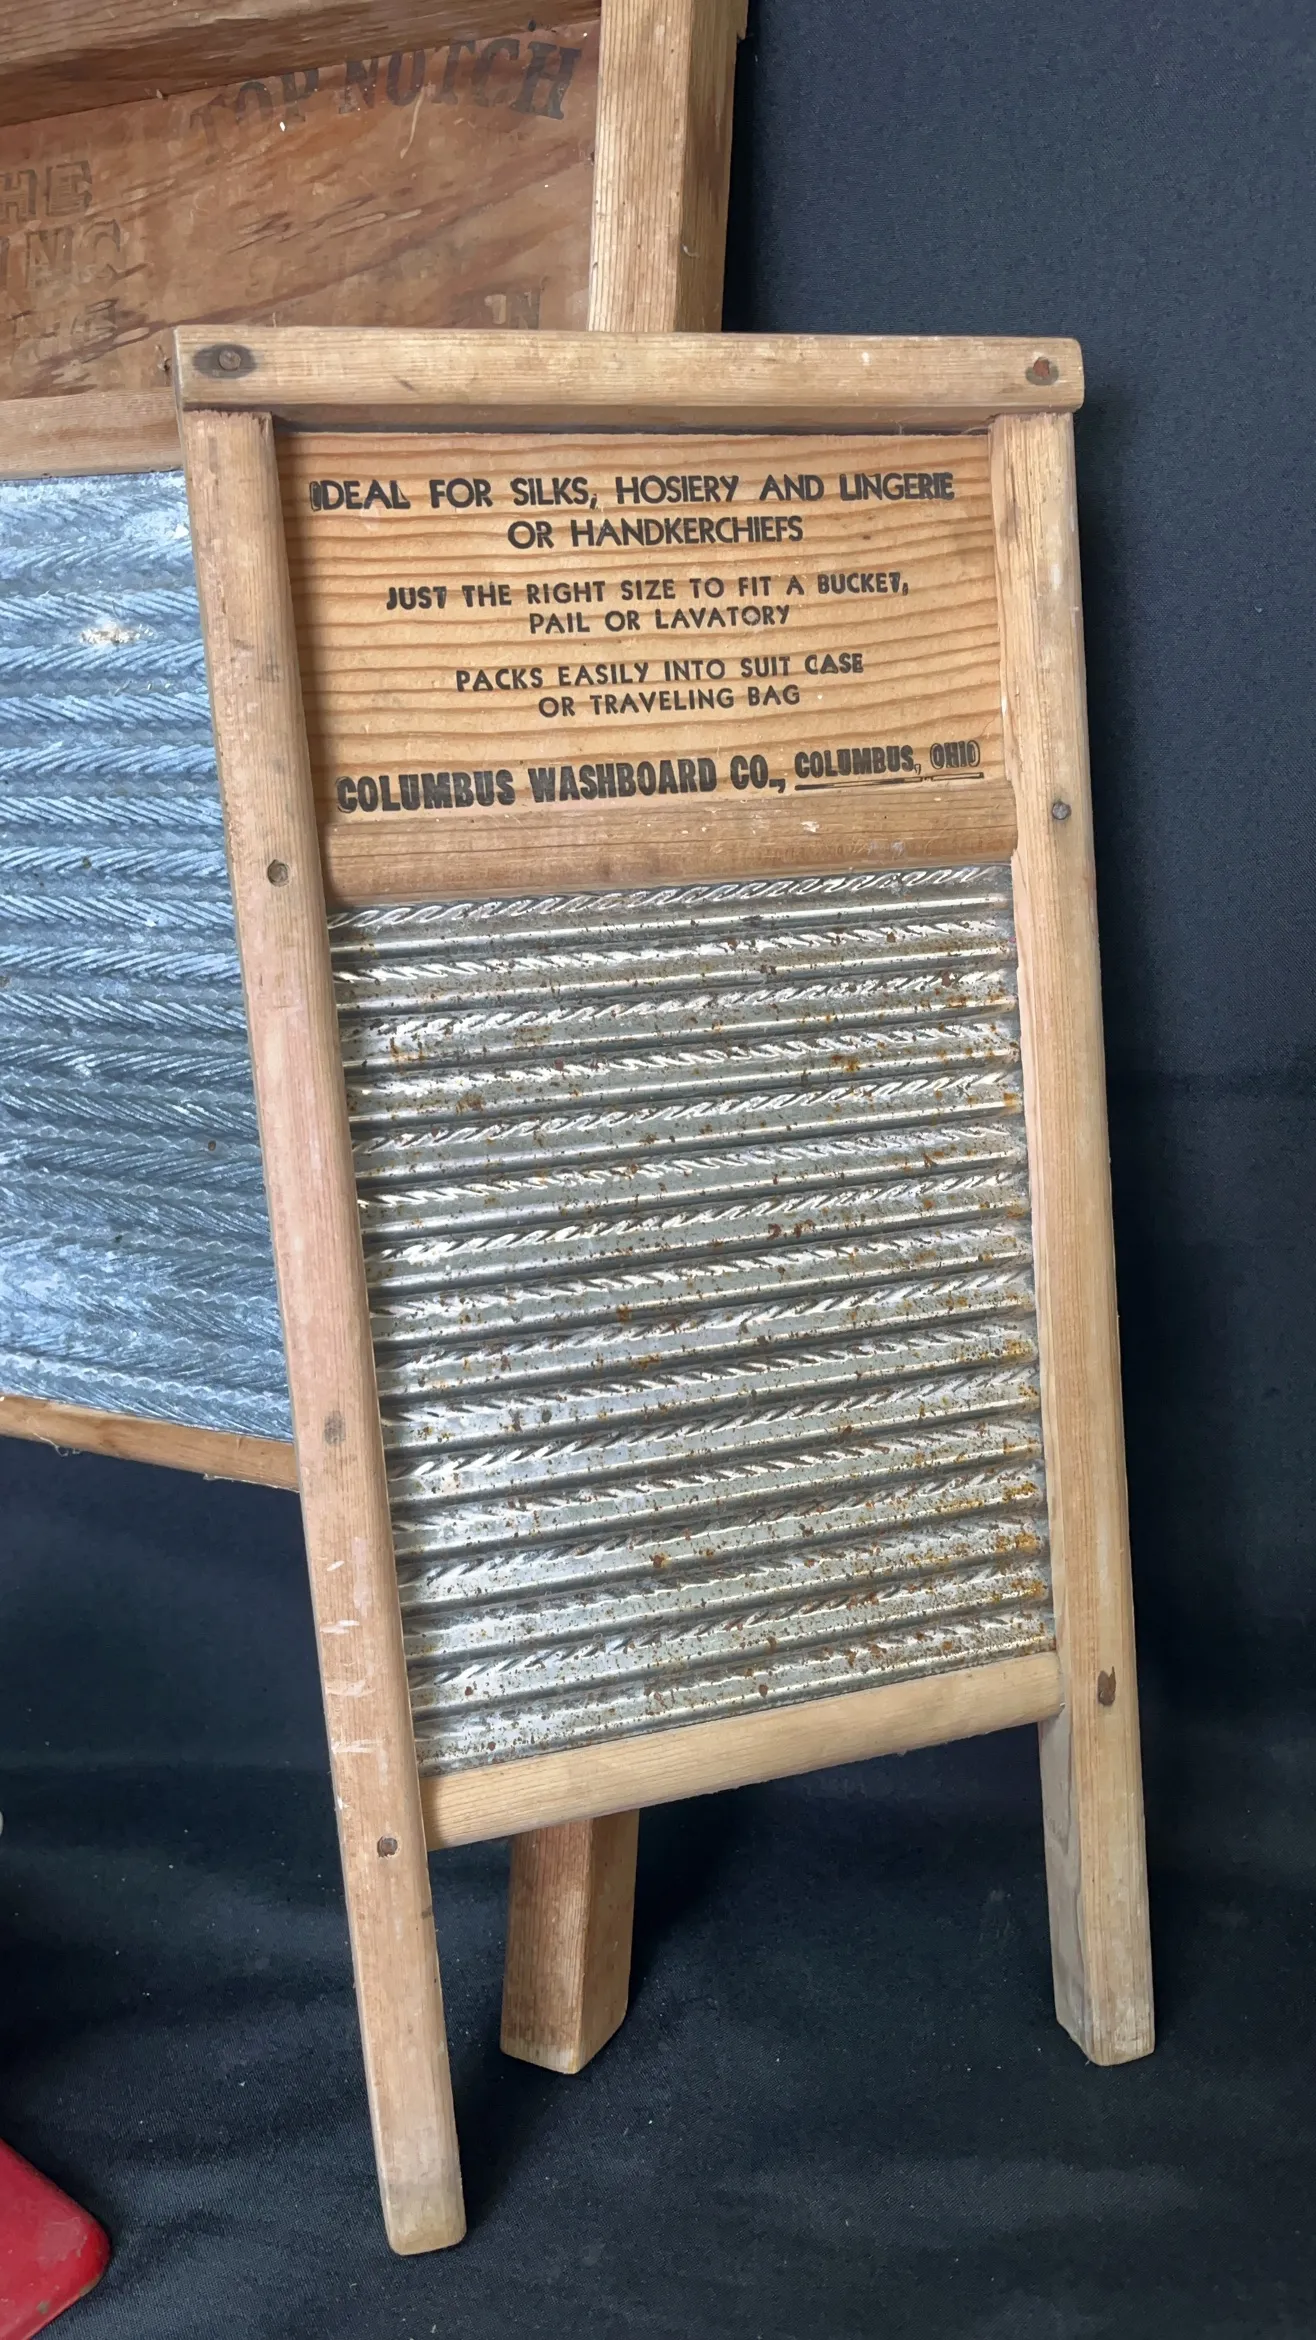 TOP NOTCH
IDEAL FOR SILKS, HOSIERY AND LINGERIE
OR HANDKERCHIEFS
JUST THE RIGHT SIZE TO FIT A BUCKET,
PAIL OR LAVATORY
PACKS EASILY INTO SUIT CASE
OR TRAVELING BAG
COLUMBUS WASHBOARD CO., COLUMBUS, OHIO